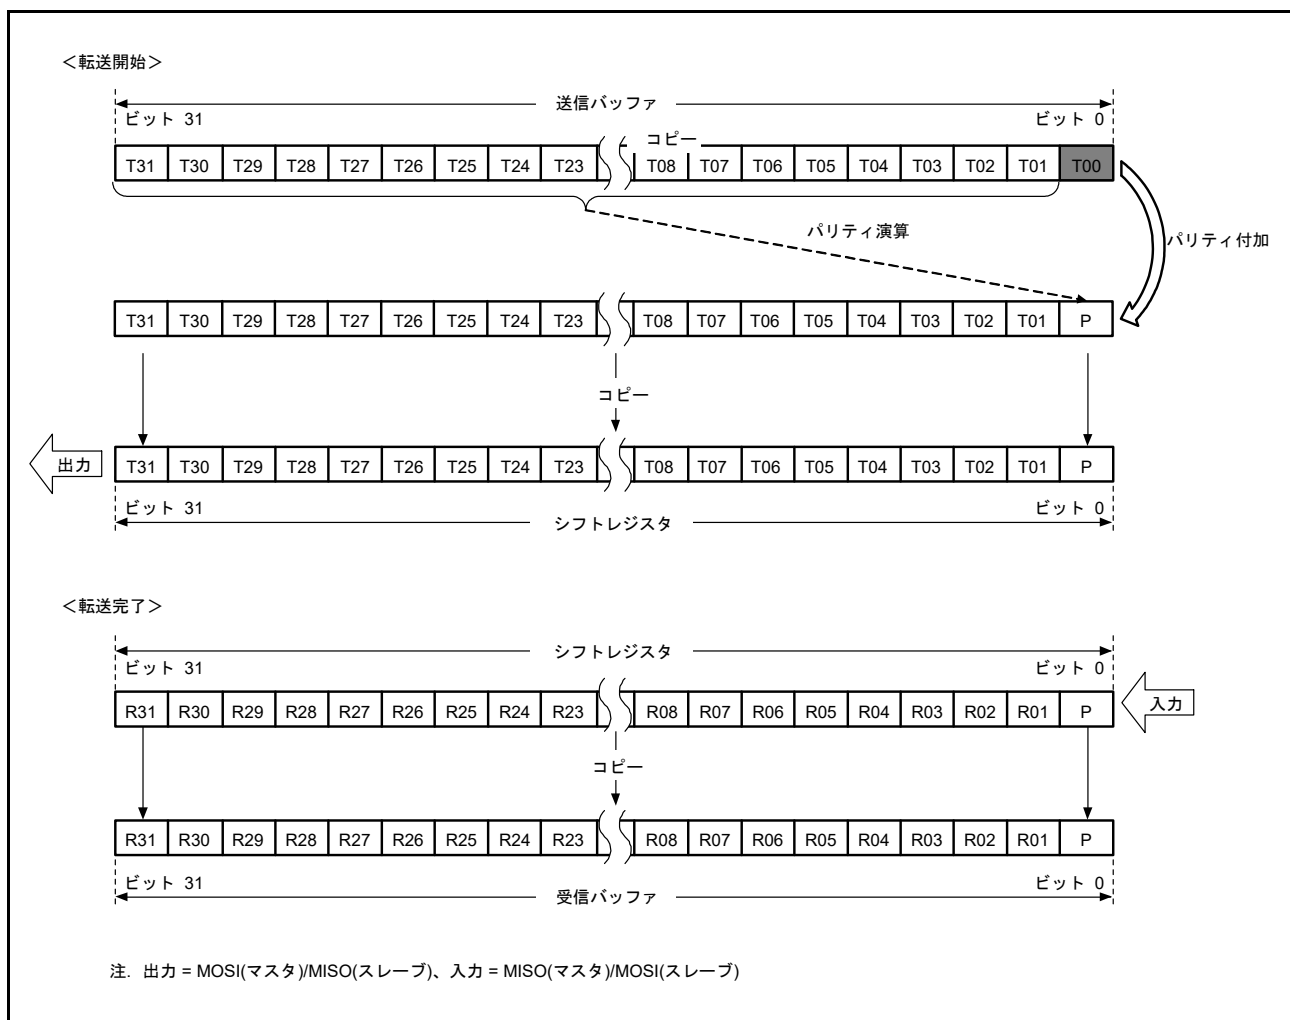 ＜転送開始＞
送信バッファ
ビット 31 ビット 0
コピー
T31 T30 T29 T28 T27 T26 T25 T24 T23 T08 T07 T06 T05 T04 T03 T02 T01 T00
パリティ演算
パリティ付加
T31 T30 T29 T28 T27 T26 T25 T24 T23 T08 T07 T06 T05 T04 T03 T02 T01 P
コピー
出力 T31 T30 T29 T28 T27 T26 T25 T24 T23 T08 T07 T06 T05 T04 T03 T02 T01 P
ビット 31 ビット 0
シフトレジスタ
＜転送完了＞
シフトレジスタ
ビット 31 ビット 0
R31 R30 R29 R28 R27 R26 R25 R24 R23 R08 R07 R06 R05 R04 R03 R02 R01 P 入力
コピー
R31 R30 R29 R28 R27 R26 R25 R24 R23 R08 R07 R06 R05 R04 R03 R02 R01 P
ビット 31 ビット 0
受信バッファ
注. 出力 = MOSI(マスタ)/MISO(スレーブ)、入力 = MISO(マスタ)/MOSI(スレーブ)